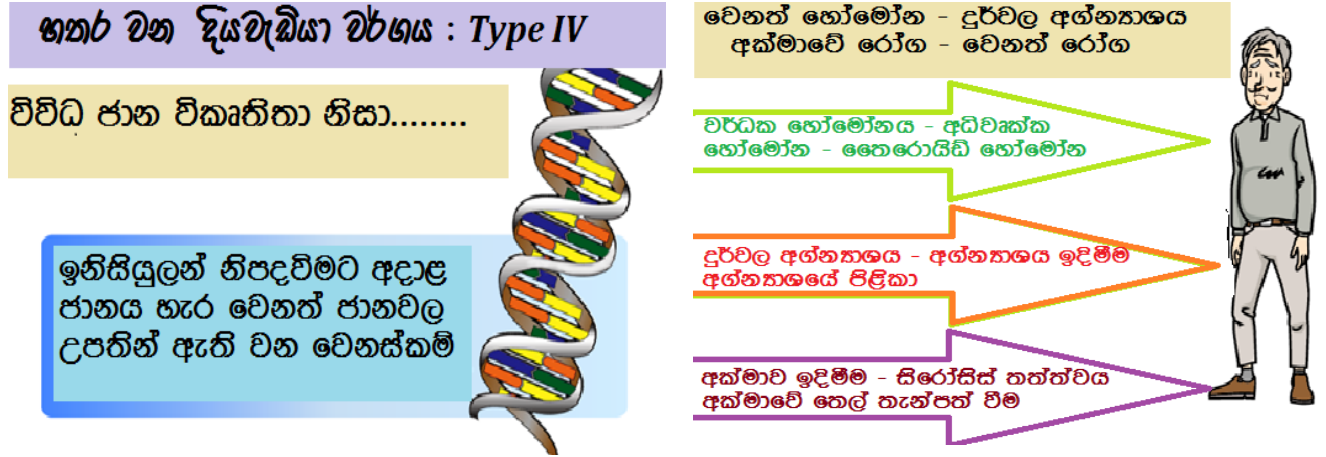 හතර වන දියවැඩියා වර්ගය : Type IV
විවිධ ජාන විකෘතිතා නිසා........
ඉනිසියුලන් නිපදවීමට අදාළ
ජානය හැර වෙනත් ජානවල
උපතින් ඇති වන වෙනස්කම්
වෙනත් හෝමෝන - දුර්වල අග්න්‍යාශය
අක්මාවේ රෝග - වෙනත් රෝග
වර්ධක හෝමෝනය - අධිවෘක්ක
හෝමෝන - තෛරොයිඩ් හෝමෝන
දුර්වල අග්න්‍යාශය - අග්න්‍යාශය ඉදිමීම
අග්න්‍යාශයේ පිළිකා
අක්මාව ඉදිමීම - සිරෝසිස් තත්ත්වය
අක්මාවේ තෙල් තැන්පත් වීම